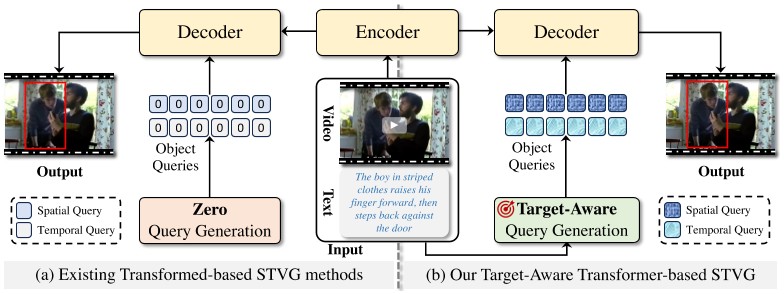 Decoder
Encoder
Decoder
0 0 0 0 0 0
0 0 0 0 0 0
Object
Queries
Output
Spatial Query
Temporal Query
Zero
Query Generation
Video
Text
The boy in striped
clothes raises his
finger forward, then
steps back against
the door
Input
Object
Queries
Target-Aware
Query Generation
Output
Spatial Query
Temporal Query
(a) Existing Transformed-based STVG methods
(b) Our Target-Aware Transformer-based STVG